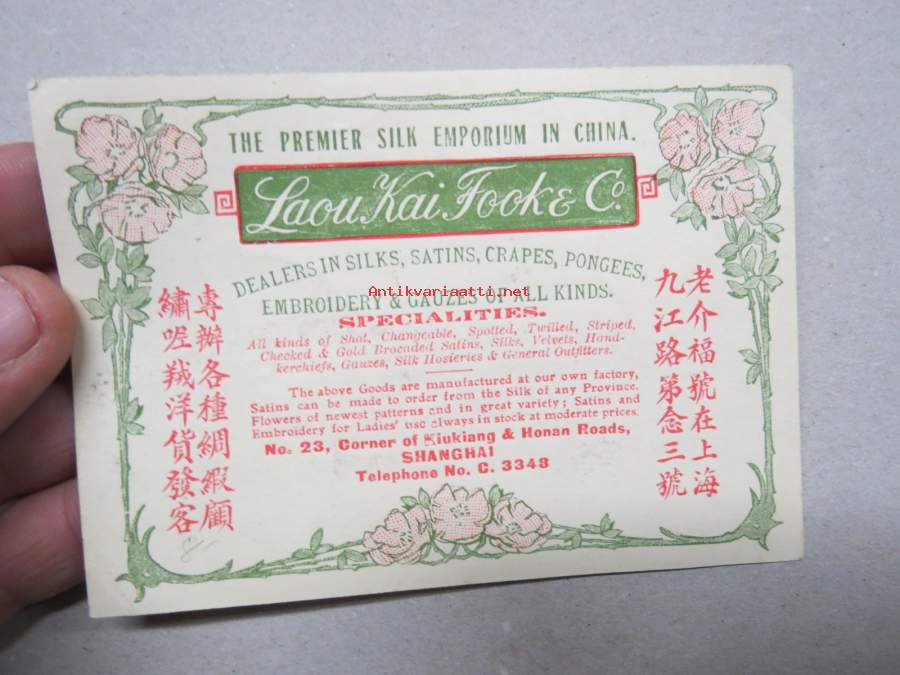 THE PREMIER SILK EMPORIUM IN CHINA.
Laou Kai Fook & Co.
DEALERS IN SILKS, SATINS, CRAPES, PONGEES,
EMBROIDERY & GAUZES OF ALL KINDS.
Antikvariaatti.net
SPECIALITIES.
All kinds of Shot, Changeable, Spotted, Twilled, Striped,
Checked & Gold Brocaded Satins, Silks, Velvets, Hand-
kerchiefs, Gauzes, Silk Hosieries & General Outfitters.
The above Goods are manufactured at our own factory,
Satins can be made to order from the Silk of any Province.
Flowers of newest patterns and in great variety; Satins and
Embroidery for Ladies' use always in stock at moderate prices.
No. 23, Corner of Kiukiang & Honan Roads,
SHANGHAI
Telephone No. C. 3348
老介福號在上海
九江路第念三號
專辦各種綢緞顧
繡呢羢洋貨發客
8.-